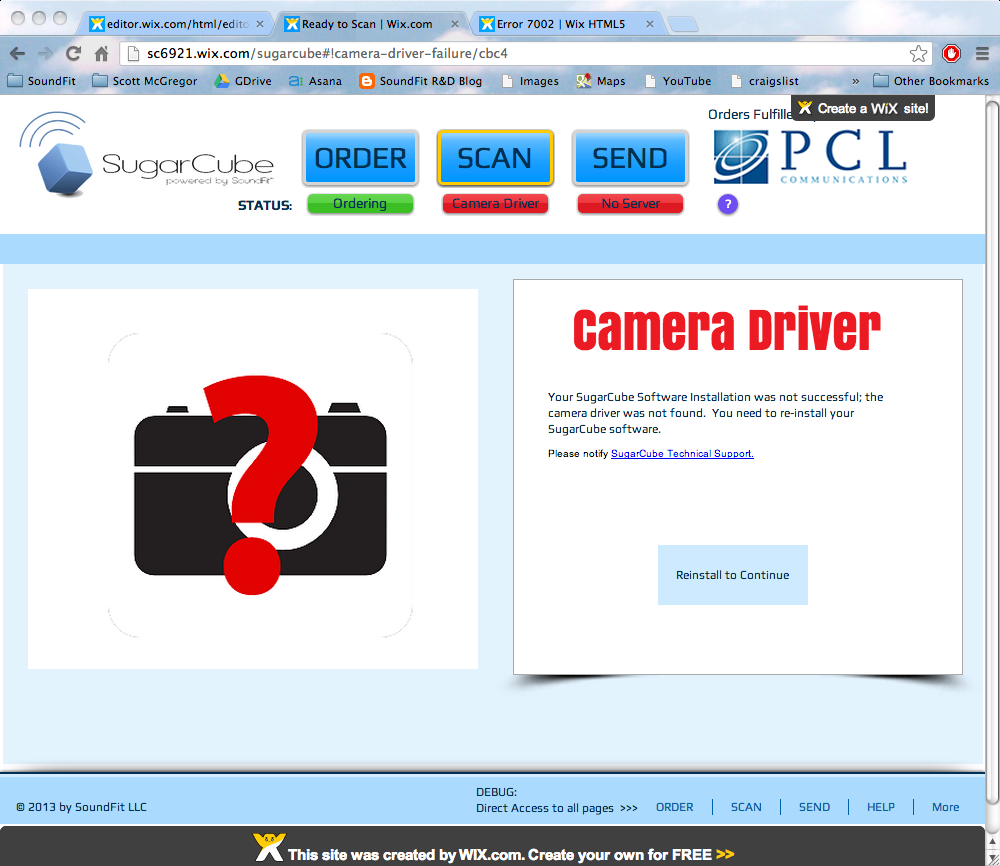 editor.wix.com/html/edito
Ready to Scan | Wix.com
Error 7002 | Wix HTML5
sc6921.wix.com/sugarcube#!camera-driver-failure/cbc4
SoundFit
Scott McGregor
GDrive
Asana
SoundFit R&D Blog
Images
Maps
YouTube
craigslist
»
Other Bookmarks
Orders Fulfille
Create a WiX site!
SugarCube
powered by SoundFit™
ORDER
SCAN
SEND
PCL
COMMUNICATIONS
STATUS:
Ordering
Camera Driver
No Server
?
?
Camera Driver
Your SugarCube Software Installation was not successful; the
camera driver was not found. You need to re-install your
SugarCube software.
Please notify SugarCube Technical Support.
Reinstall to Continue
© 2013 by SoundFit LLC
DEBUG:
Direct Access to all pages >>>
ORDER
SCAN
SEND
HELP
More
This site was created by WIX.com. Create your own for FREE >>